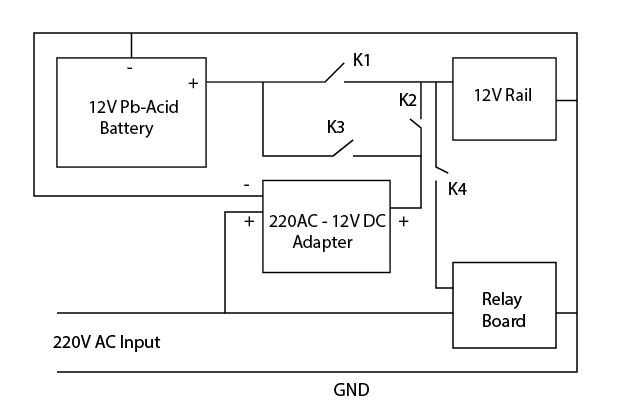 K1
-
+
12V Pb-Acid
Battery
12V Rail
K2
K3
-
K4
+
220AC - 12V DC
Adapter
+
Relay
Board
220V AC Input
GND